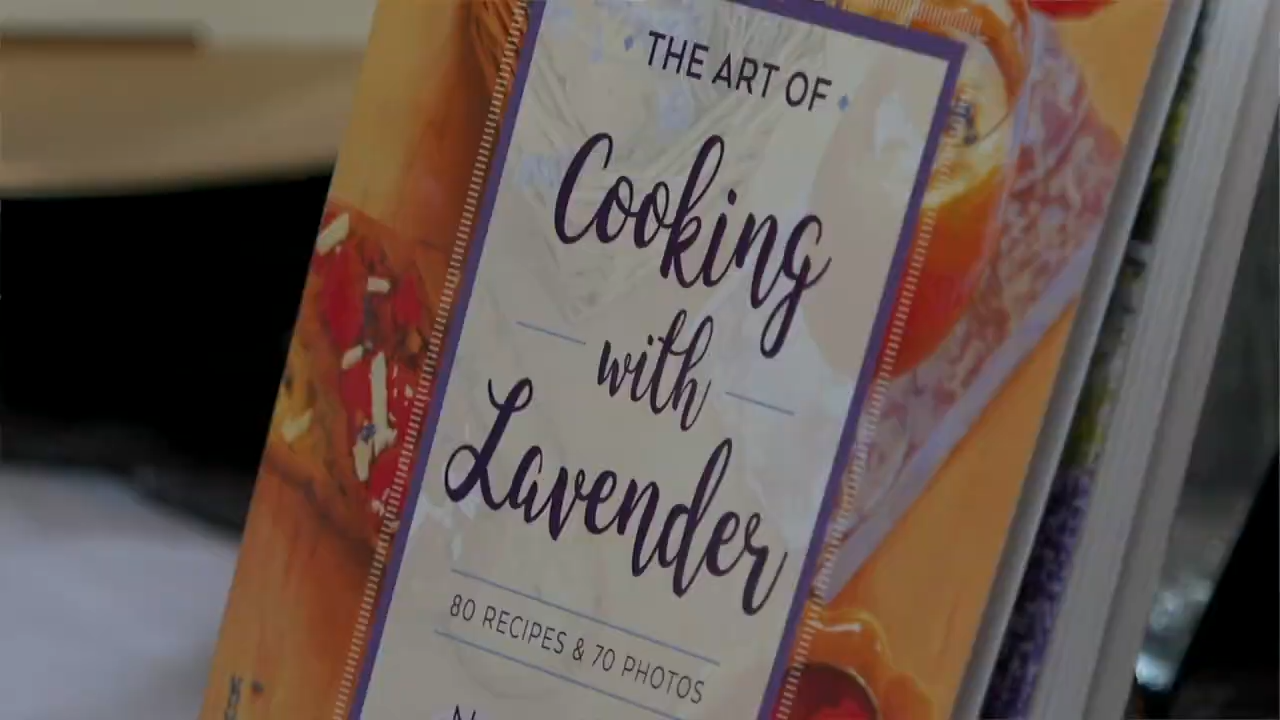 THE ART OF
Cooking
with
Lavender
80 RECIPES & 70 PHOTOS